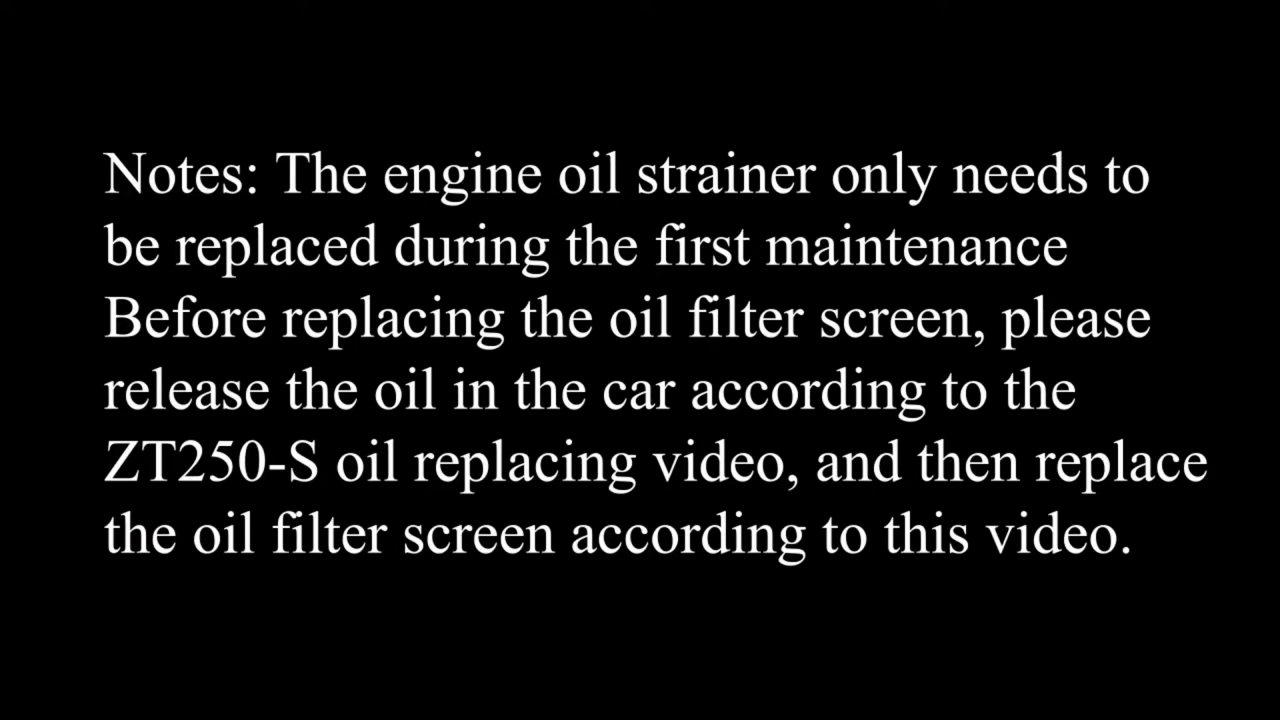 Notes: The engine oil strainer only needs to
be replaced during the first maintenance
Before replacing the oil filter screen, please
release the oil in the car according to the
ZT250-S oil replacing video, and then replace
the oil filter screen according to this video.